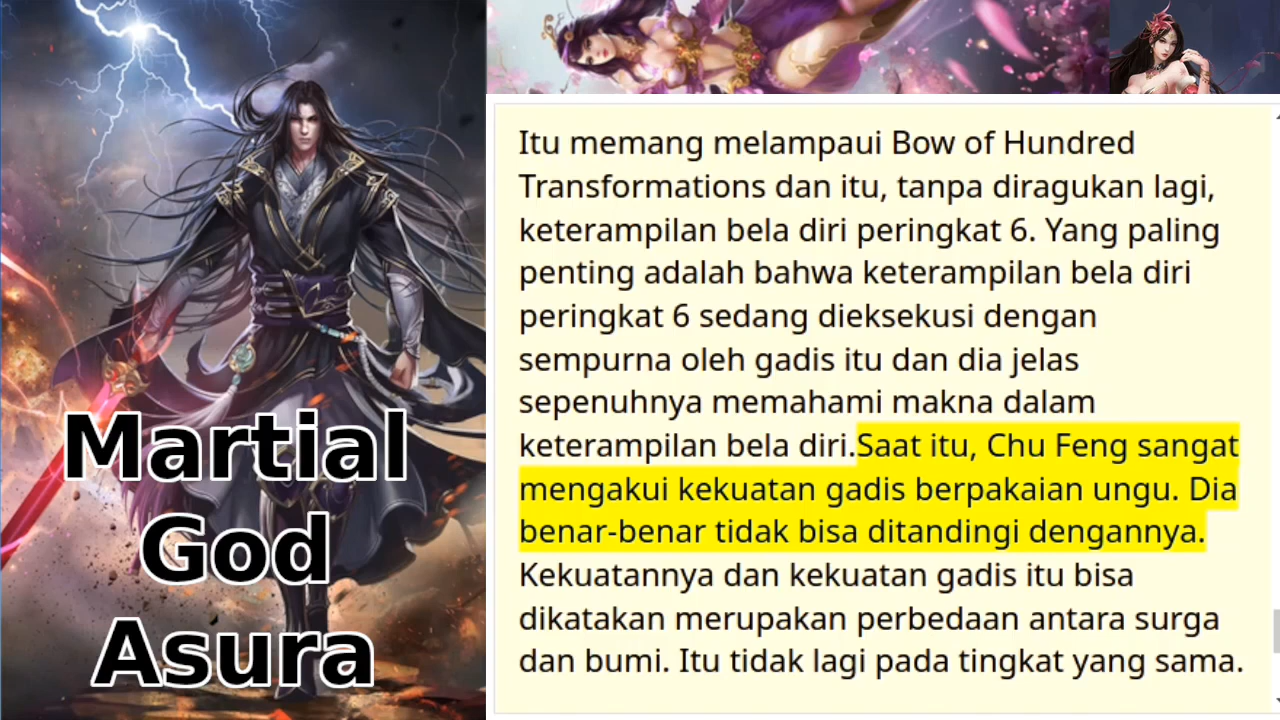 Martial
God
Asura
Itu memang melampaui Bow of Hundred
Transformations dan itu, tanpa diragukan lagi,
keterampilan bela diri peringkat 6. Yang paling
penting adalah bahwa keterampilan bela diri
peringkat 6 sedang dieksekusi dengan
sempurna oleh gadis itu dan dia jelas
sepenuhnya memahami makna dalam
keterampilan bela diri.Saat itu, Chu Feng sangat
mengakui kekuatan gadis berpakaian ungu. Dia
benar-benar tidak bisa ditandingi dengannya.
Kekuatannya dan kekuatan gadis itu bisa
dikatakan merupakan perbedaan antara surga
dan bumi. Itu tidak lagi pada tingkat yang sama.